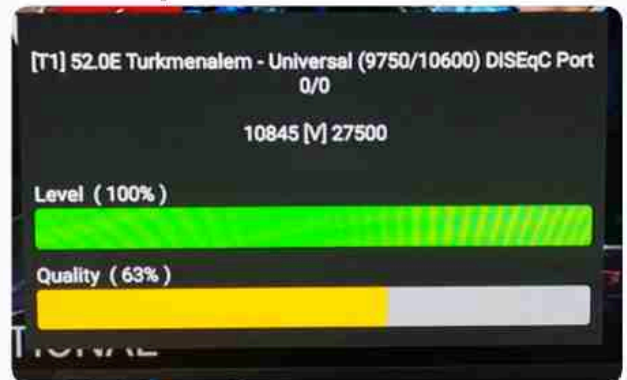 [T1] 52.0E Turkmenalem - Universal (9750/10600) DiSEqC Port
0/0
10845 [V] 27500
Level ( 100% )
Quality ( 63% )